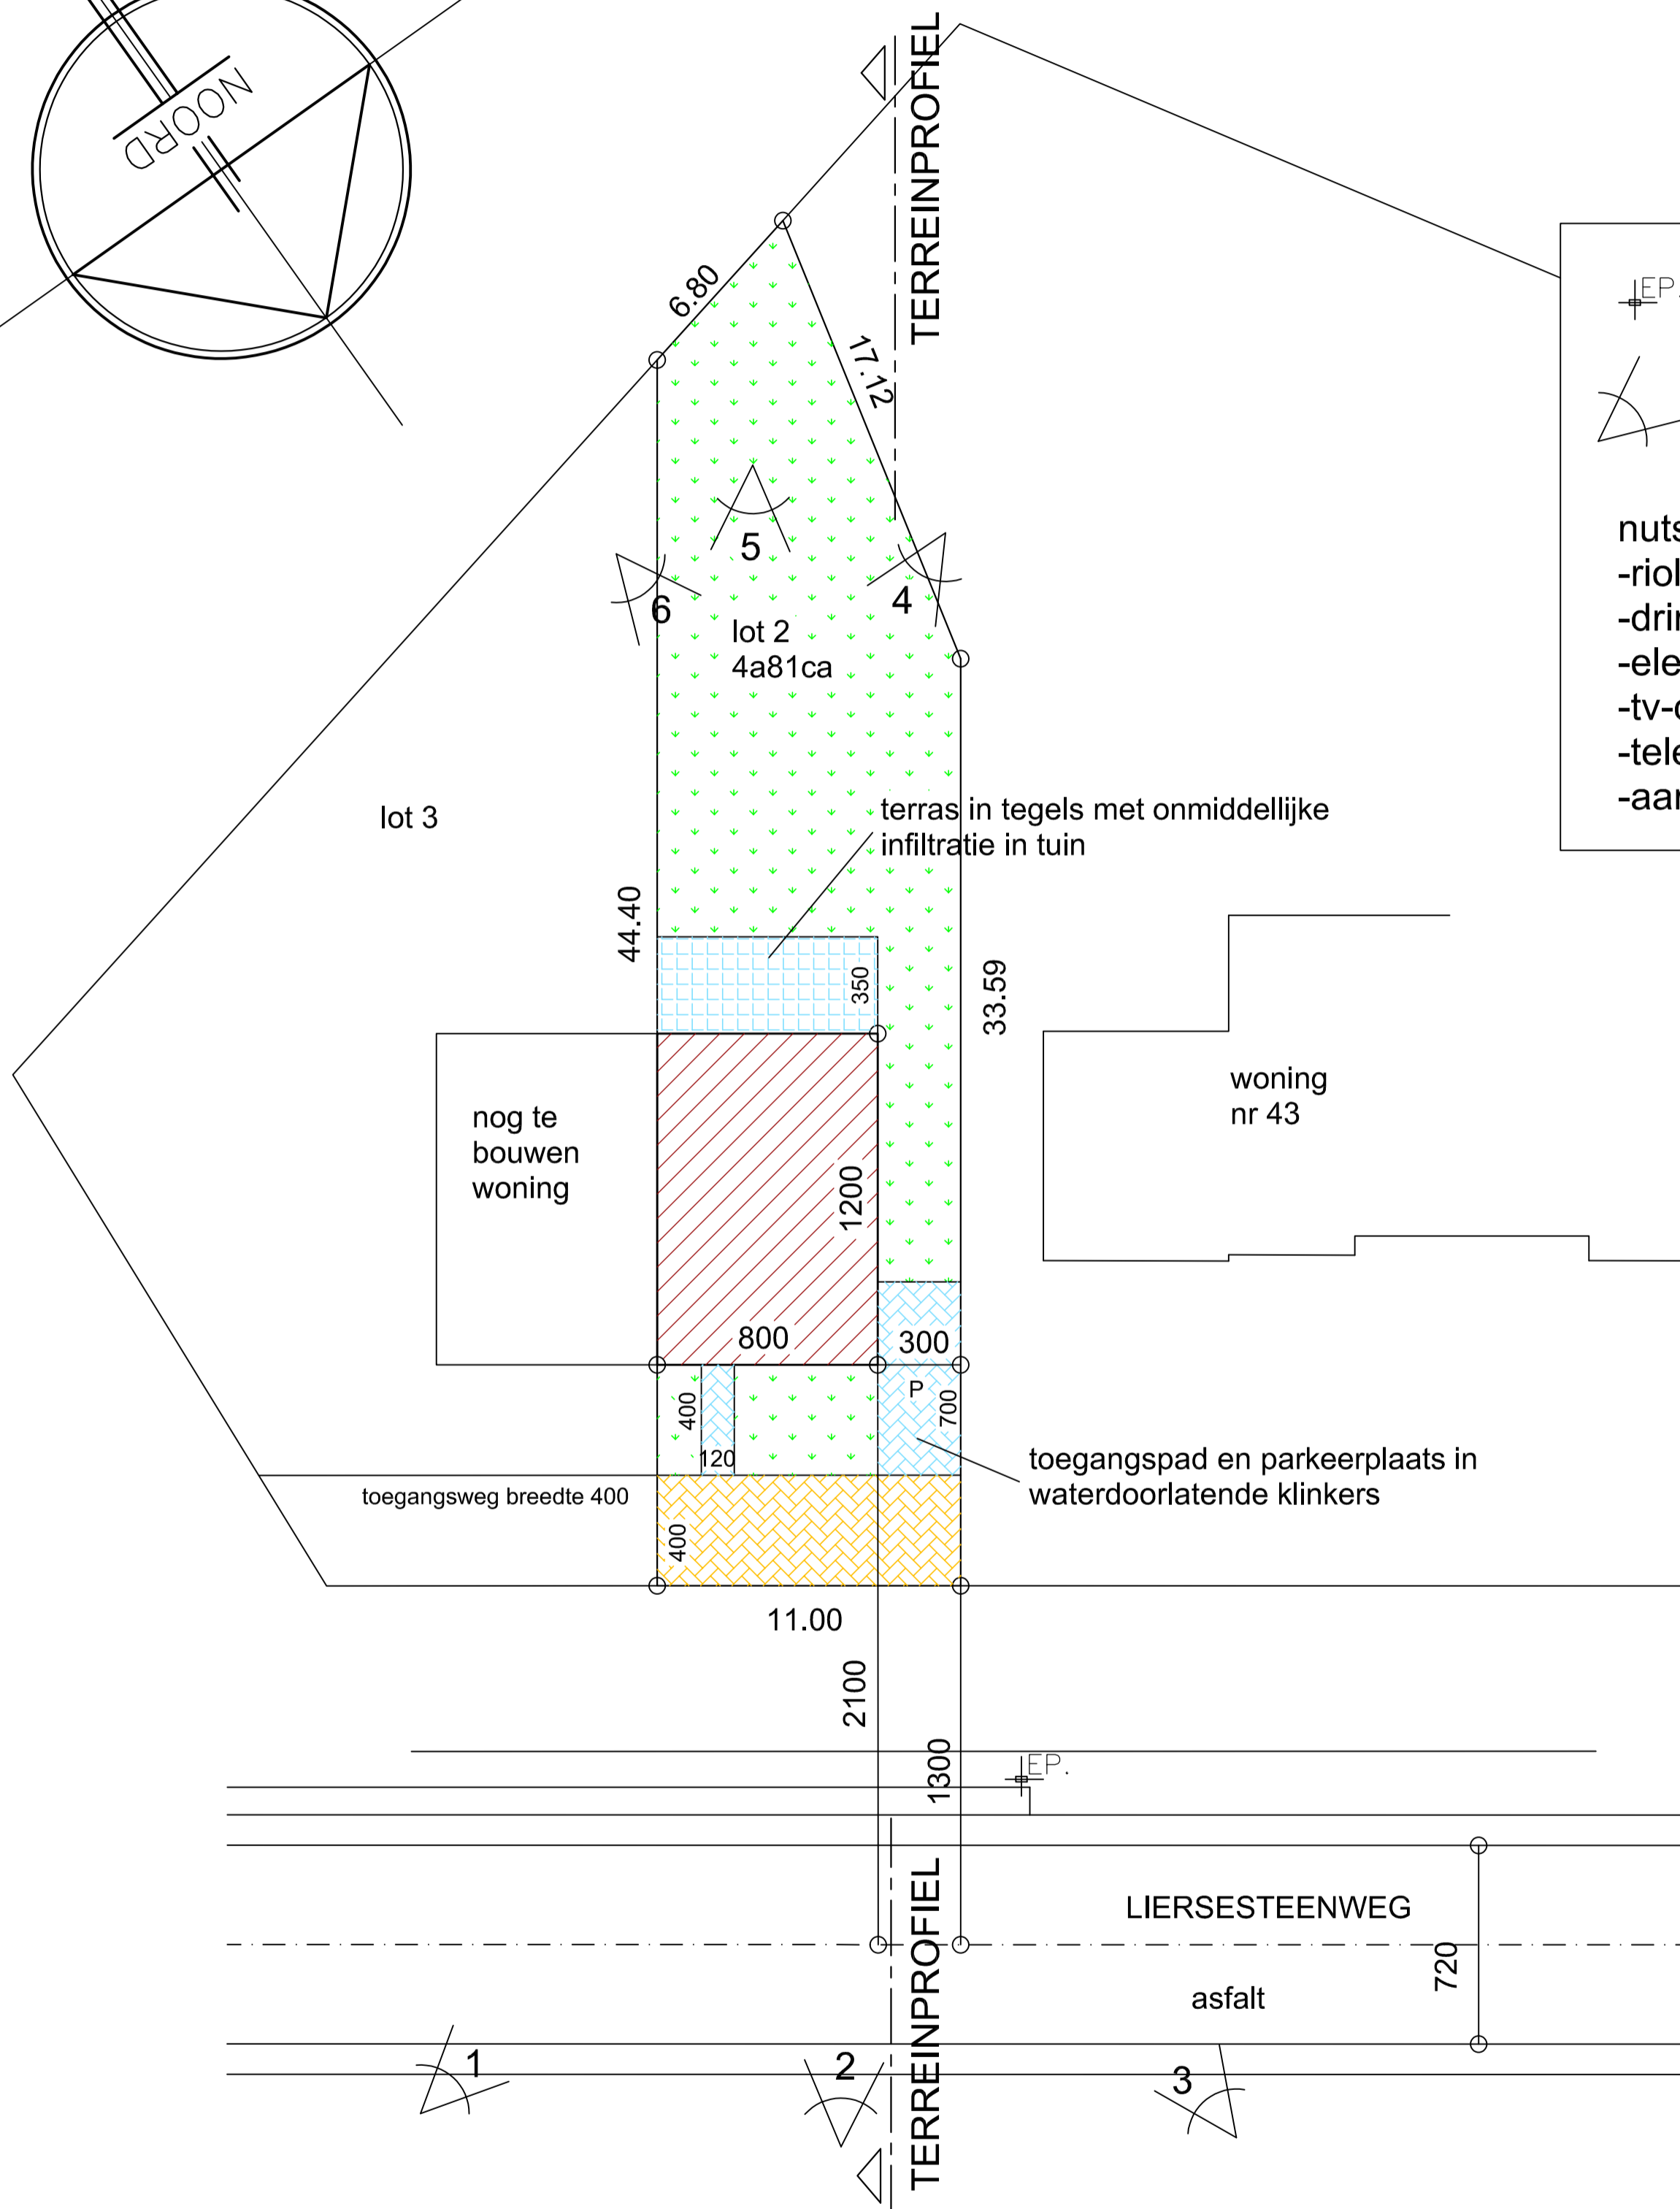 NOORD
TERREINPROFIEL
6.80
17.12
EP.
5
6
4
lot 2
4a81ca
lot 3
terras in tegels met onmiddellijke
infiltratie in tuin
44.40
350
33.59
nog te
bouwen
woning
1200
woning
nr 43
800
300
P
400
700
120
toegangspad en parkeerplaats in
waterdoorlatende klinkers
toegangsweg breedte 400
400
11.00
2100
1300
EP.
LIERSESTEENWEG
720
asfalt
TERREINPROFIEL
1
2
3